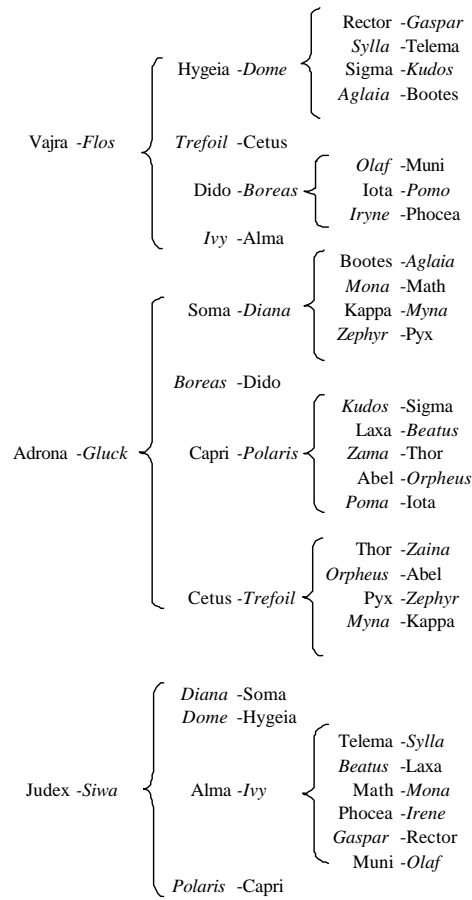 Rector -Gaspar
Sylla -Telema
Hygeia -Dome
Sigma -Kudos
Aglaia -Bootes
Vajra -Flos
Trefoil -Cetus
Olaf -Muni
Dido -Boreas
Iota -Pomo
Iryne -Phocea
Ivy -Alma
Bootes -Aglaia
Mona -Math
Soma -Diana
Kappa -Myna
Zephyr -Pyx
Boreas -Dido
Kudos -Sigma
Laxa -Beatus
Adrona -Gluck
Capri -Polaris
Zama -Thor
Abel -Orpheus
Poma -Iota
Thor -Zaina
Orpheus -Abel
Cetus -Trefoil
Pyx -Zephyr
Myna -Kappa
Diana -Soma
Dome -Hygeia
Telema -Sylla
Beatus -Laxa
Judex -Siwa
Alma -Ivy
Math -Mona
Phocea -Irene
Gaspar -Rector
Muni -Olaf
Polaris -Capri